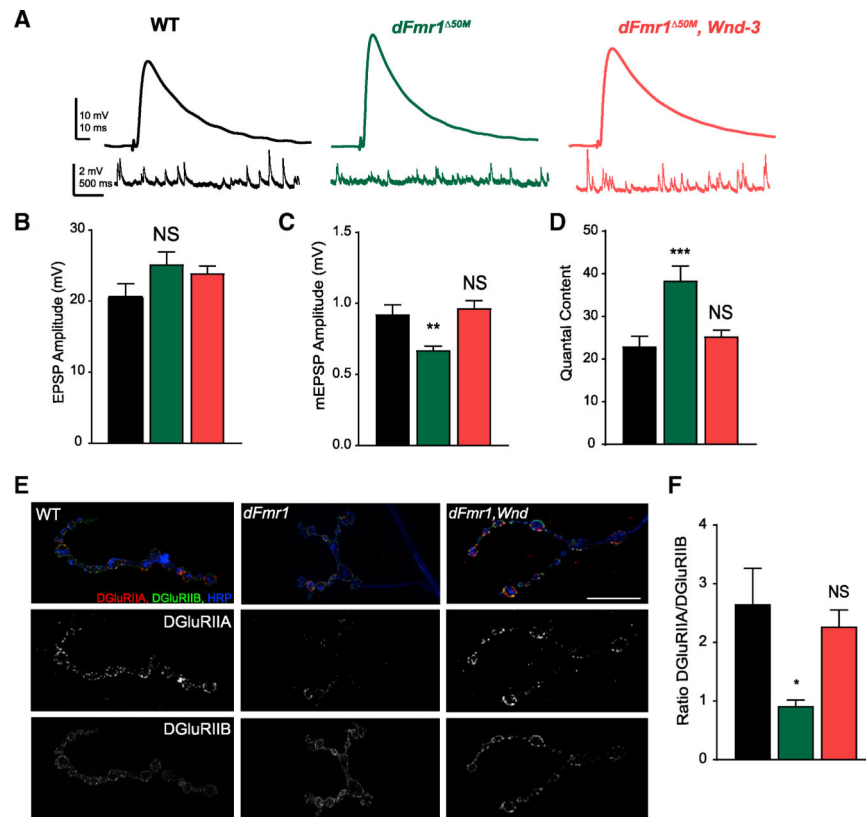 A
WT
dFmr1Δ50M
dFmr1Δ50M, Wnd-3
10 mV
10 ms
2 mV
500 ms
B
EPSP Amplitude (mV)
30
20
10
0
NS
C
mEPSP Amplitude (mV)
1.5
1.0
0.5
0.0
**
NS
D
Quantal Content
50
40
30
20
10
0
***
NS
E
WT
DGluRIIA, DGluRIIB, HRP
dFmr1
dFmr1,Wnd
DGluRIIA
DGluRIIB
F
Ratio DGluRIIA/DGluRIIB
4
3
2
1
0
*
NS